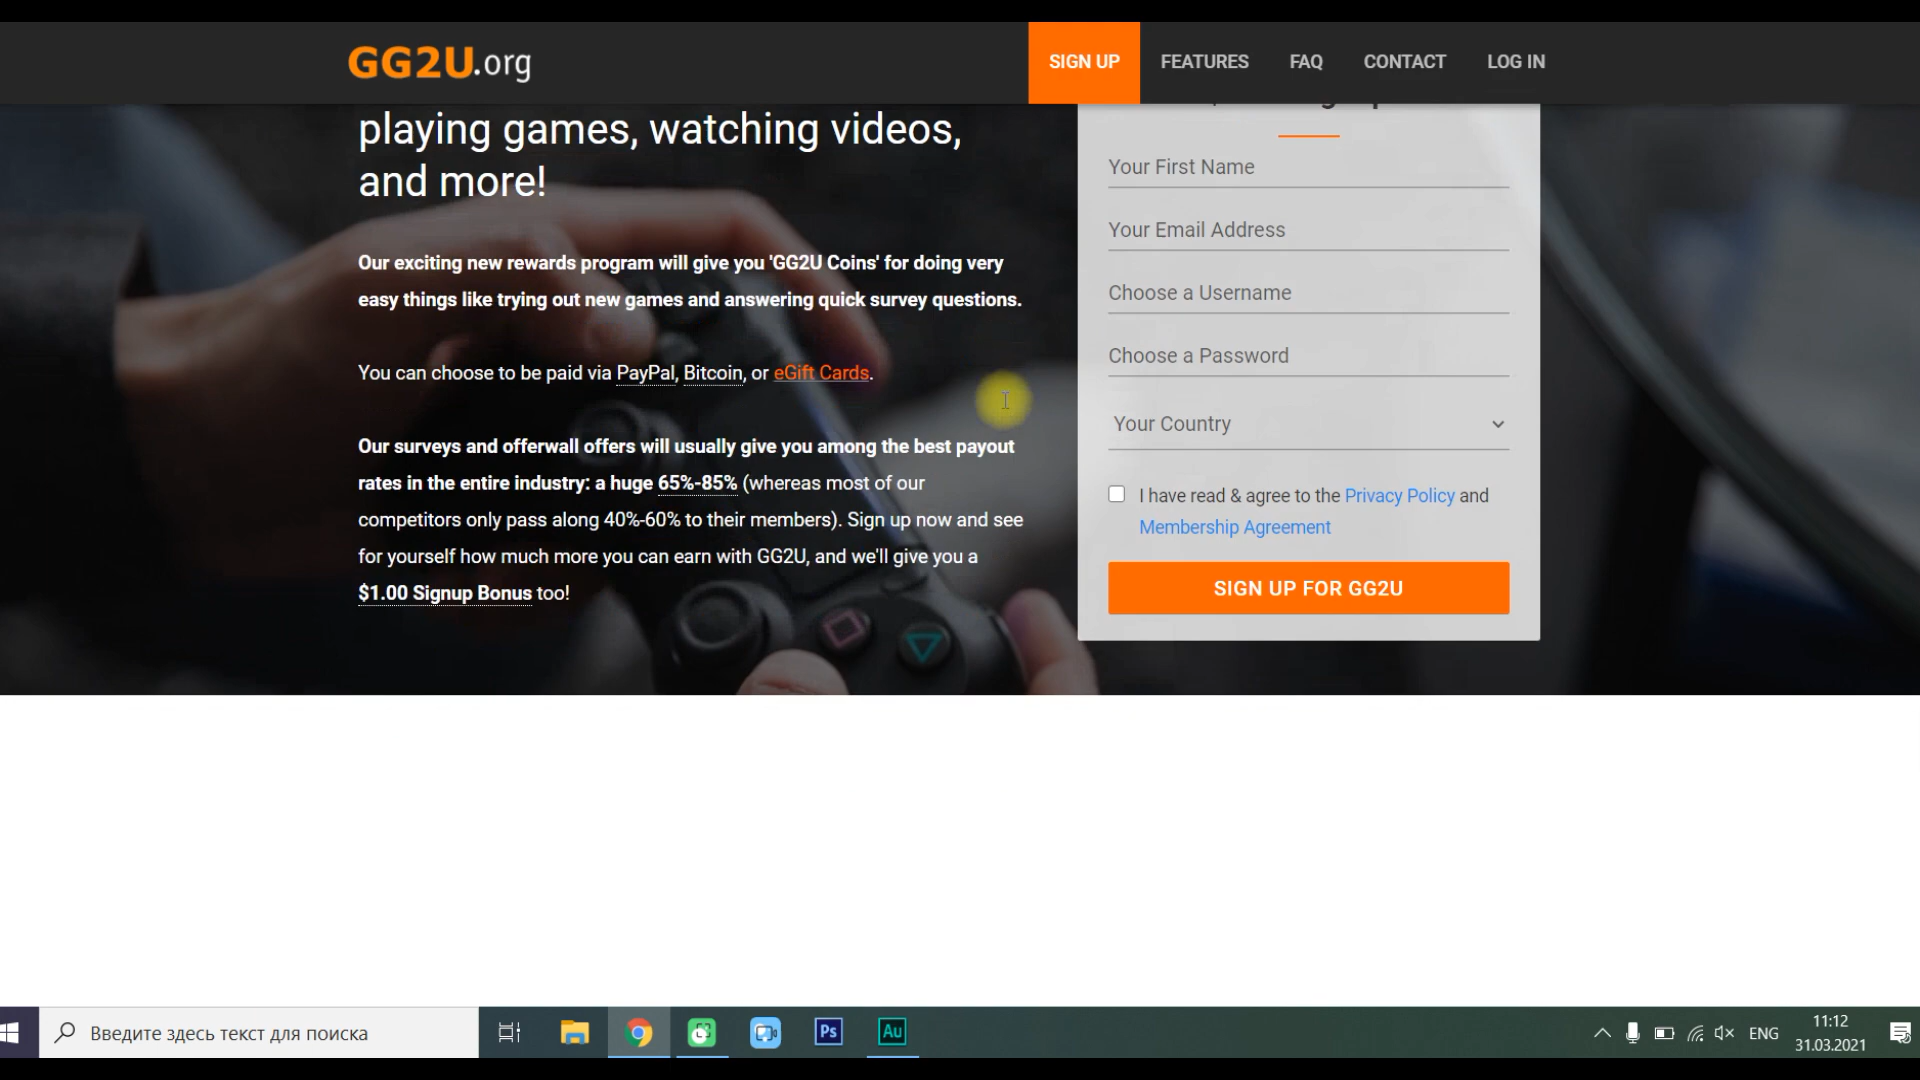 GG2U.org
SIGN UP
FEATURES
FAQ
CONTACT
LOG IN
playing games, watching videos,
and more!
Our exciting new rewards program will give you 'GG2U Coins' for doing very
easy things like trying out new games and answering quick survey questions.
You can choose to be paid via PayPal, Bitcoin, or eGift Cards.
Our surveys and offerwall offers will usually give you among the best payout
rates in the entire industry: a huge 65%-85% (whereas most of our
competitors only pass along 40%-60% to their members). Sign up now and see
for yourself how much more you can earn with GG2U, and we'll give you a
$1.00 Signup Bonus too!
Your First Name
Your Email Address
Choose a Username
Choose a Password
Your Country
I have read & agree to the Privacy Policy and
Membership Agreement
SIGN UP FOR GG2U
Введите здесь текст для поиска
Ps
Au
ENG
11:12
31.03.2021